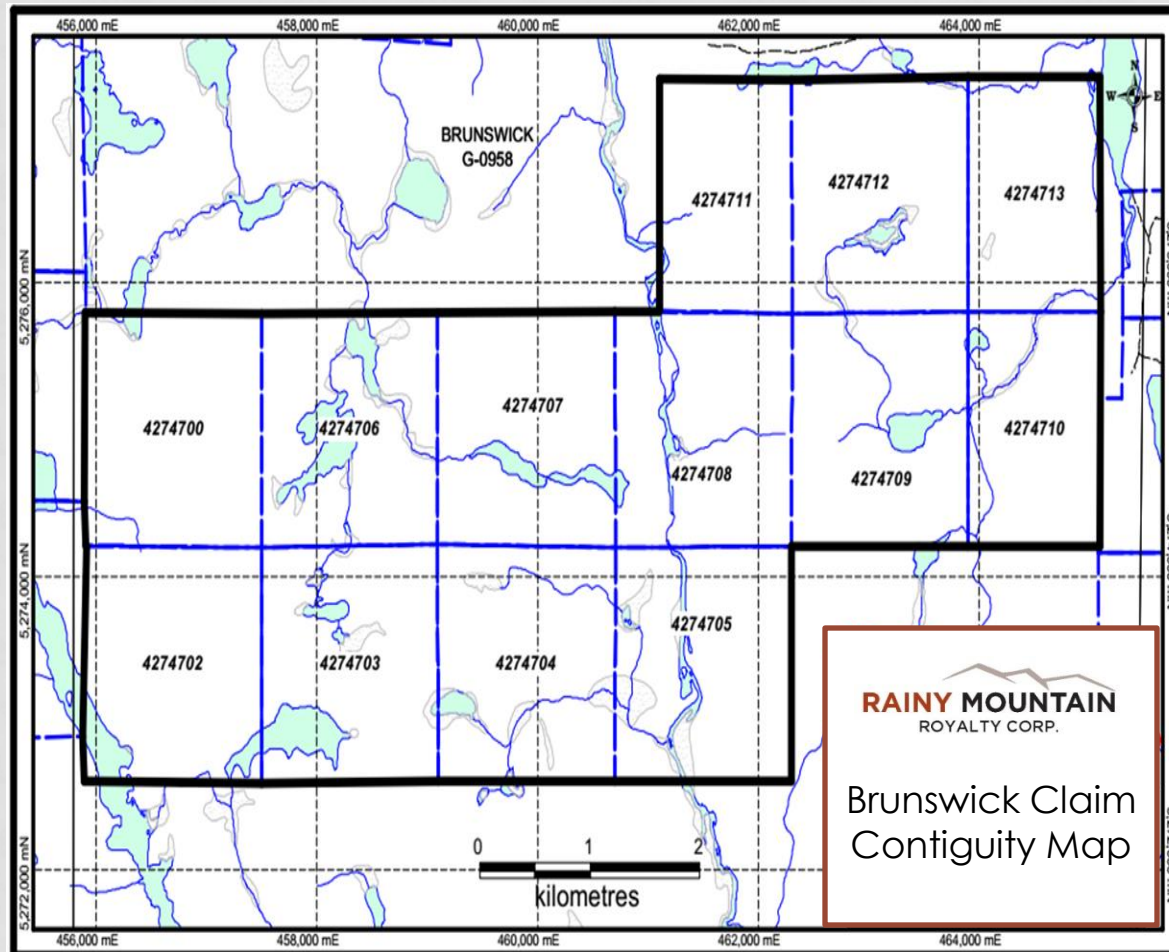 456,000 mE 458,000 mE 460,000 mE 462,000 mE 464,000 mE
N
W E
S
BRUNSWICK
G-0958
4274711 4274712 4274713
5,276,000 mN
4274700 4274706 4274707 4274708 4274709 4274710
5,274,000 mN
4274702 4274703 4274704 4274705
5,272,000 mN
0 1 2
kilometres
RAINY MOUNTAIN
ROYALTY CORP.
Brunswick Claim
Contiguity Map
456,000 mE 458,000 mE 460,000 mE 462,000 mE 464,000 mE